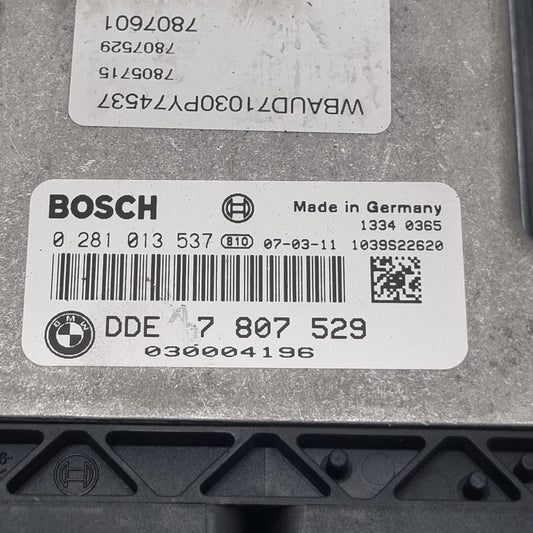 7807601
7807529
7805715
WBAUD71030PY74537
BOSCH
Made in Germany
1334 0365
0 281 013 537 810 07-03-11 1039S22620
BMW
DDE 7 807 529
030004196